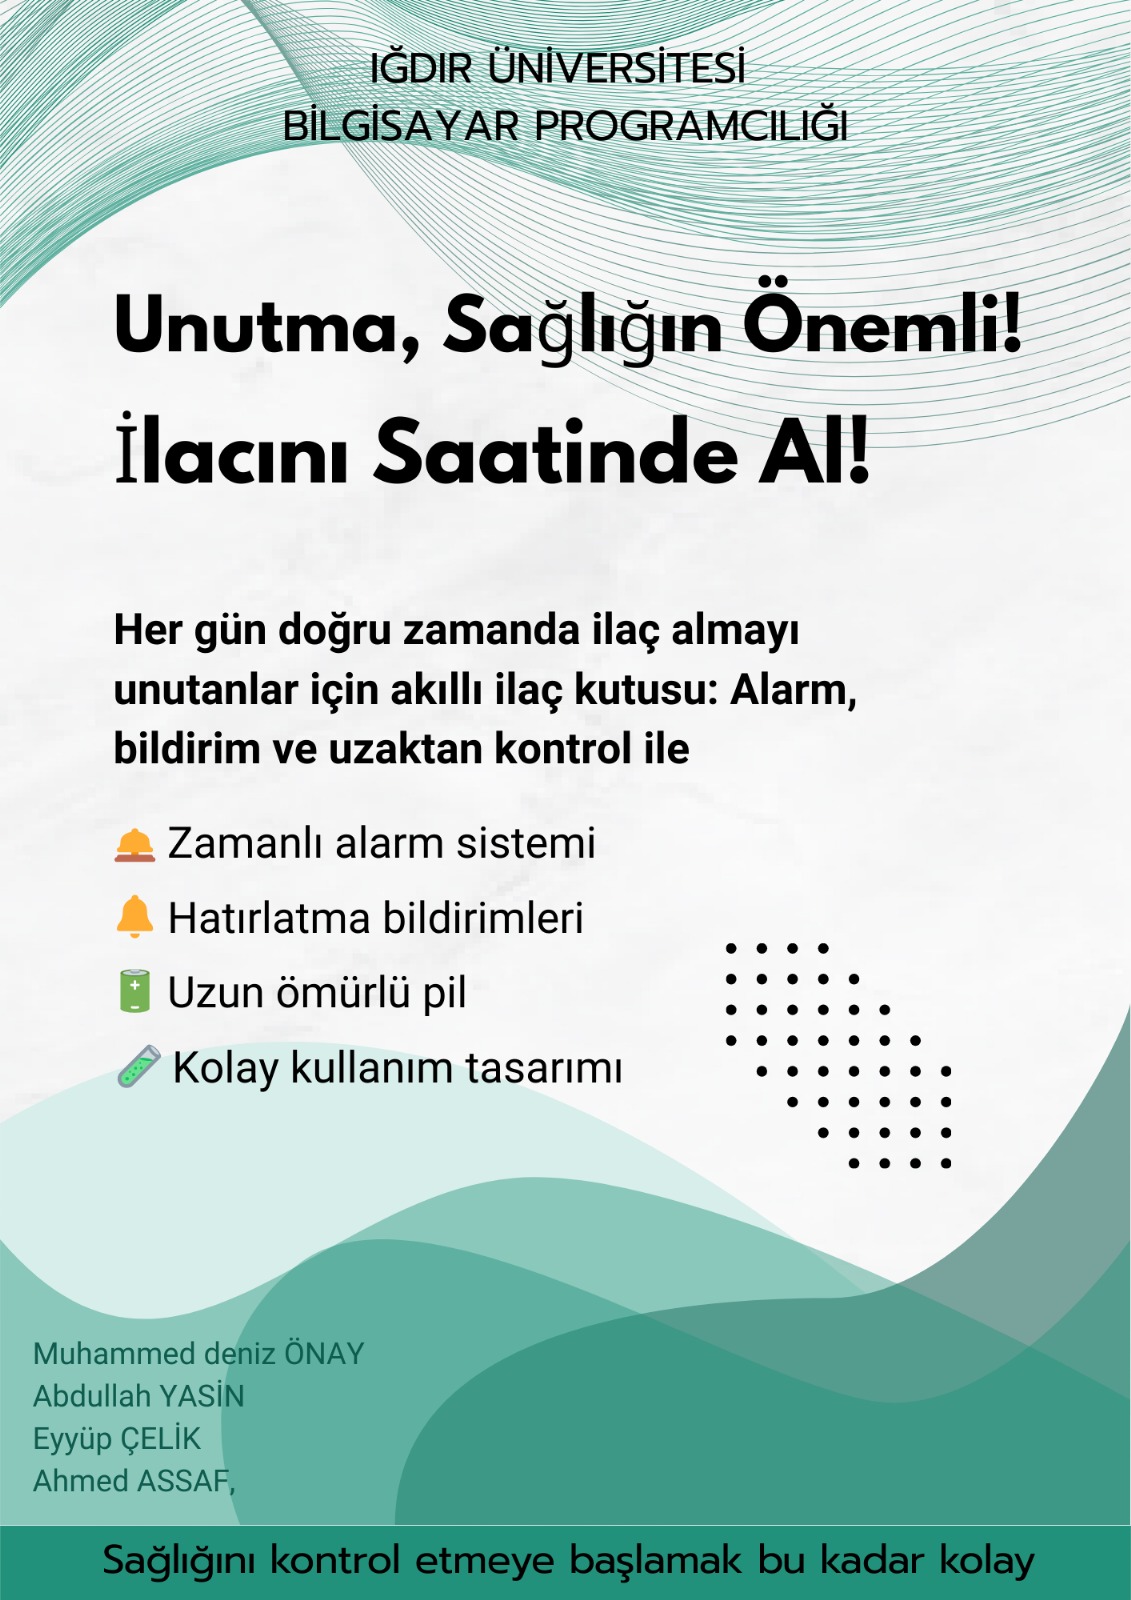 IĞDIR ÜNİVERSİTESİ
BİLGİSAYAR PROGRAMCILIĞI
Unutma, Sağlığın Önemli!
İlacını Saatinde Al!
Her gün doğru zamanda ilaç almayı
unutanlar için akıllı ilaç kutusu: Alarm,
bildirim ve uzaktan kontrol ile
Zamanlı alarm sistemi
Hatırlatma bildirimleri
Uzun ömürlü pil
Kolay kullanım tasarımı
Muhammed deniz ÖNAY
Abdullah YASİN
Eyyüp ÇELİK
Ahmed ASSAF,
Sağlığını kontrol etmeye başlamak bu kadar kolay